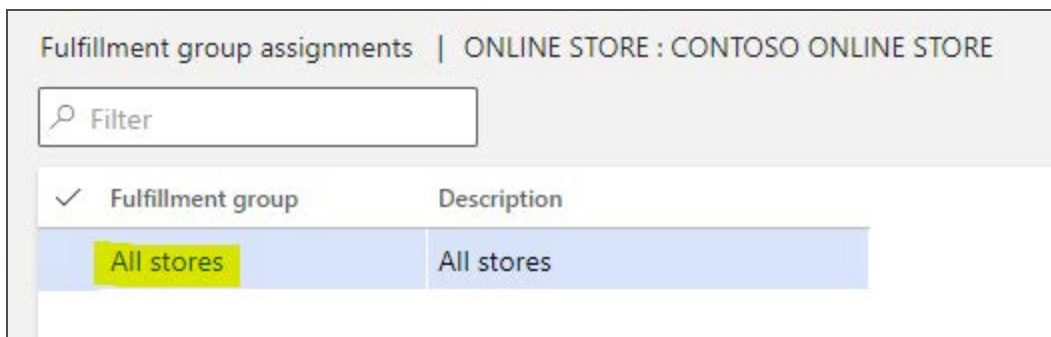 Fulfillment group assignments | ONLINE STORE : CONTOSO ONLINE STORE
Filter
Fulfillment group Description
All stores All stores